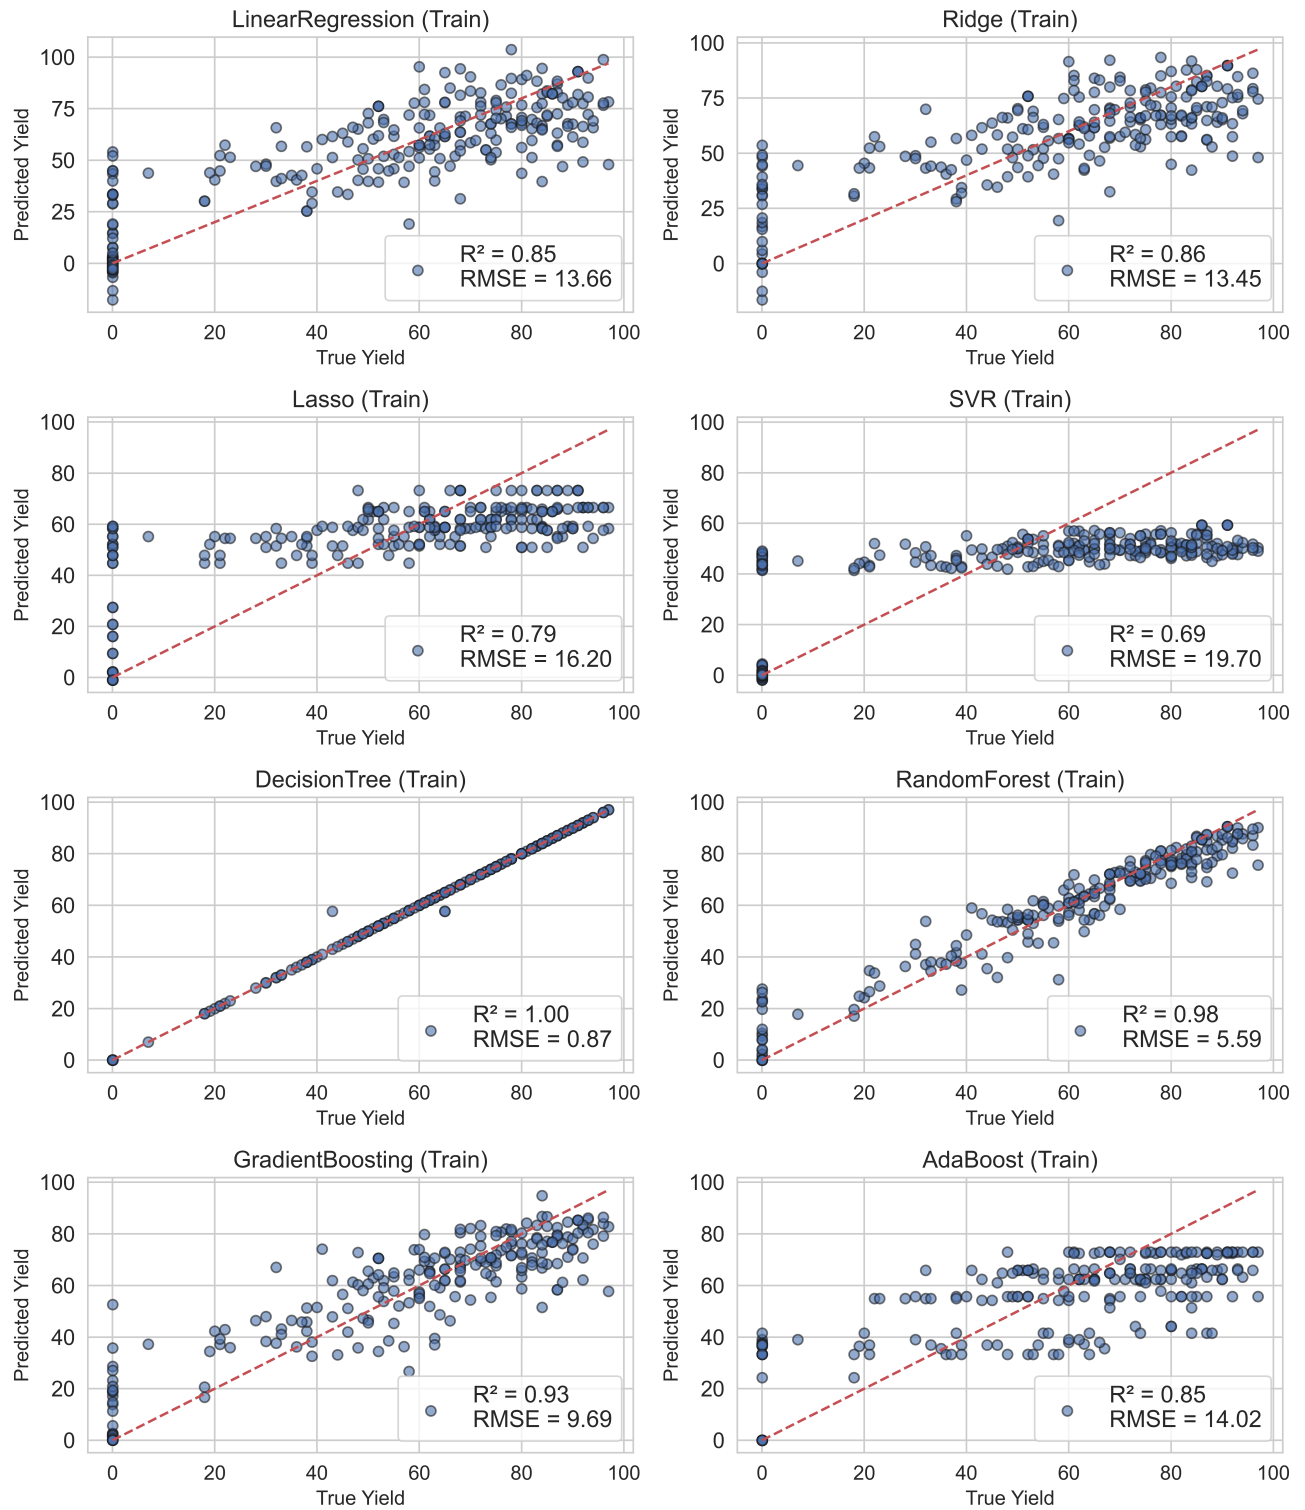 LinearRegression (Train)
100
75
50
25
0
Predicted Yield
R² = 0.85
RMSE = 13.66
0 20 40 60 80 100
True Yield
Ridge (Train)
100
75
50
25
0
Predicted Yield
R² = 0.86
RMSE = 13.45
0 20 40 60 80 100
True Yield
Lasso (Train)
100
80
60
40
20
0
Predicted Yield
R² = 0.79
RMSE = 16.20
0 20 40 60 80 100
True Yield
SVR (Train)
100
80
60
40
20
0
Predicted Yield
R² = 0.69
RMSE = 19.70
0 20 40 60 80 100
True Yield
DecisionTree (Train)
100
80
60
40
20
0
Predicted Yield
R² = 1.00
RMSE = 0.87
0 20 40 60 80 100
True Yield
RandomForest (Train)
100
80
60
40
20
0
Predicted Yield
R² = 0.98
RMSE = 5.59
0 20 40 60 80 100
True Yield
GradientBoosting (Train)
100
80
60
40
20
0
Predicted Yield
R² = 0.93
RMSE = 9.69
0 20 40 60 80 100
True Yield
AdaBoost (Train)
100
80
60
40
20
0
Predicted Yield
R² = 0.85
RMSE = 14.02
0 20 40 60 80 100
True Yield